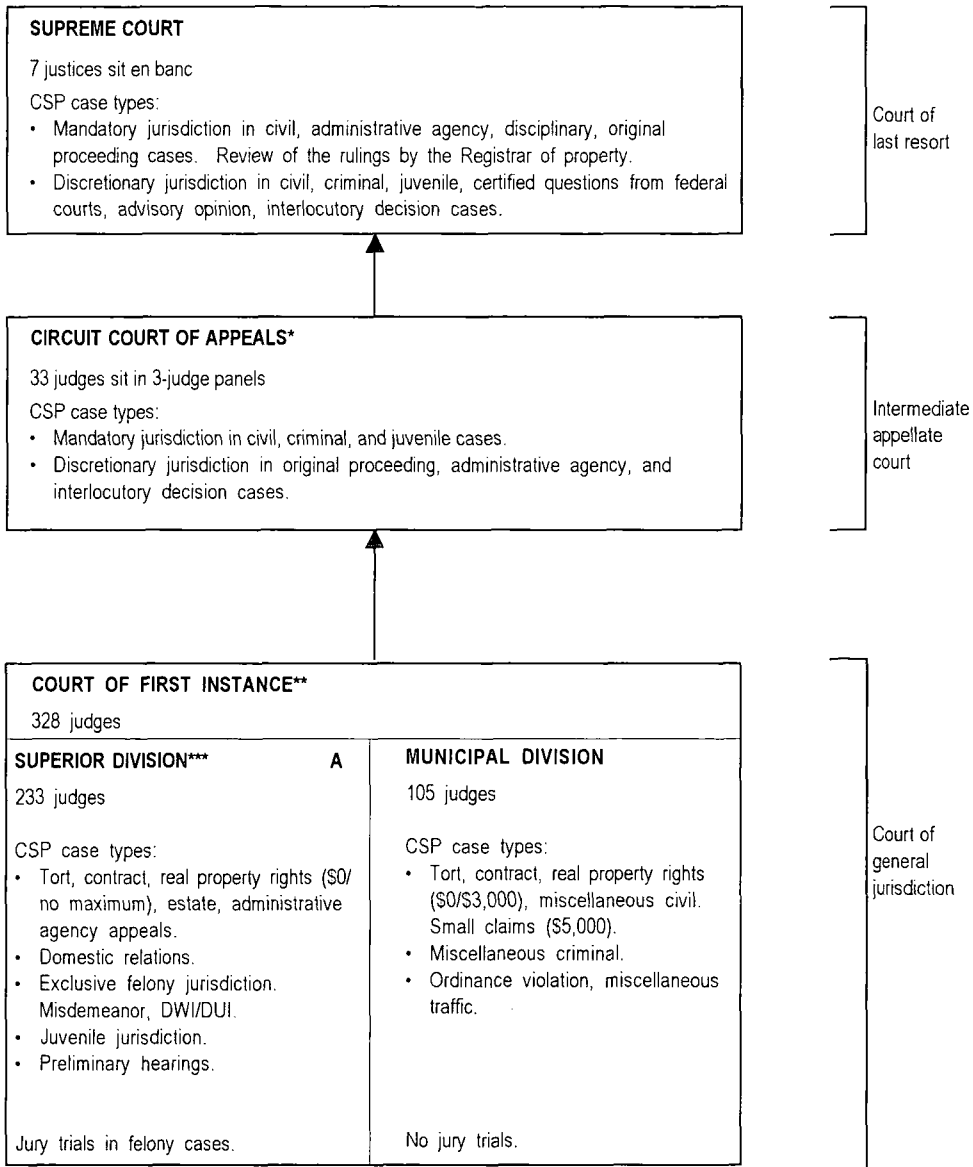 SUPREME COURT
7 justices sit en banc
CSP case types:
• Mandatory jurisdiction in civil, administrative agency, disciplinary, original
proceeding cases. Review of the rulings by the Registrar of property.
• Discretionary jurisdiction in civil, criminal, juvenile, certified questions from federal
courts, advisory opinion, interlocutory decision cases.
Court of
last resort
CIRCUIT COURT OF APPEALS*
33 judges sit in 3-judge panels
CSP case types:
• Mandatory jurisdiction in civil, criminal, and juvenile cases.
• Discretionary jurisdiction in original proceeding, administrative agency, and
interlocutory decision cases.
Intermediate
appellate
court
COURT OF FIRST INSTANCE**
328 judges
SUPERIOR DIVISION*** A
233 judges
CSP case types:
• Tort, contract, real property rights ($0/
no maximum), estate, administrative
agency appeals.
• Domestic relations.
• Exclusive felony jurisdiction.
Misdemeanor, DWI/DUI.
• Juvenile jurisdiction.
• Preliminary hearings.
Jury trials in felony cases.
MUNICIPAL DIVISION
105 judges
CSP case types:
• Tort, contract, real property rights
($0/$3,000), miscellaneous civil.
Small claims ($5,000).
• Miscellaneous criminal.
• Ordinance violation, miscellaneous
traffic.
No jury trials.
Court of
general
jurisdiction